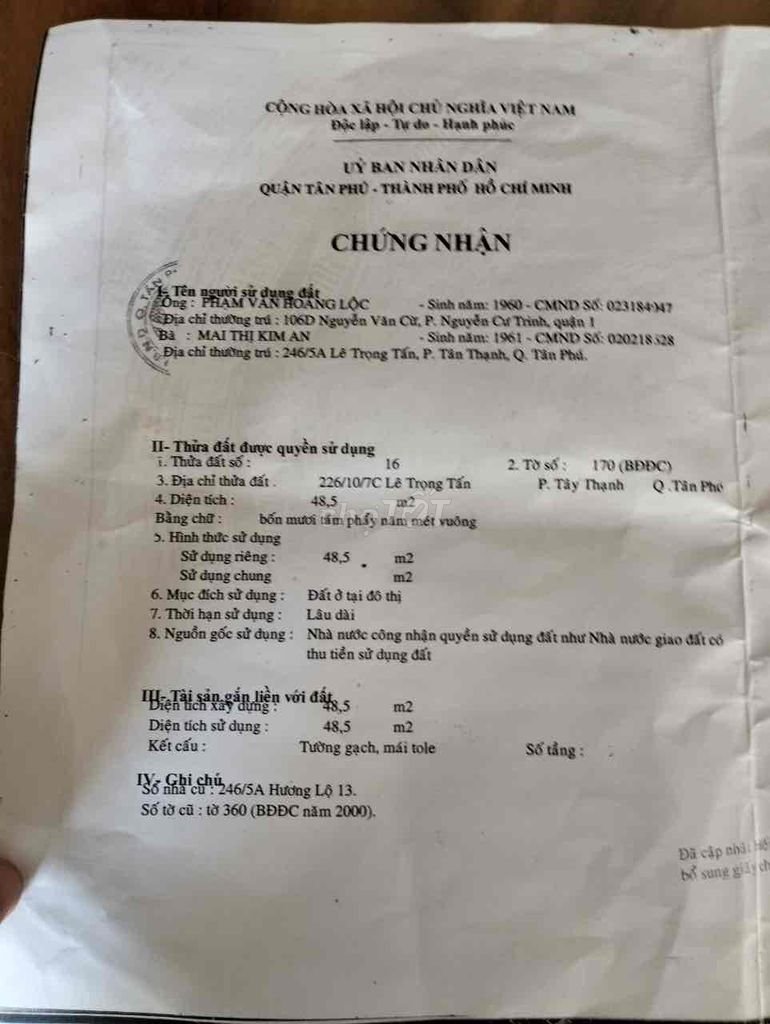 CỘNG HÒA XÃ HỘI CHỦ NGHĨA VIỆT NAM
Độc lập - Tự do - Hạnh phúc
UỶ BAN NHÂN DÂN
QUẬN TÂN PHÚ - THÀNH PHỐ HỒ CHÍ MINH
CHỨNG NHẬN
I- Tên người sử dụng đất
Ông : PHẠM VĂN HOÀNG LỘC - Sinh năm: 1960 - CMND Số:
Địa chỉ thường trú : 106D Nguyễn Văn Cừ, P. Nguyễn Cư Trinh, quận 1
Bà : MAI THỊ KIM AN - Sinh năm: 1961 - CMND Số:
Địa chỉ thường trú : 246/5A Lê Trọng Tấn, P. Tân Thạnh, Q. Tân Phú.
II- Thửa đất được quyền sử dụng
1. Thửa đất số : 16 2. Tờ số : 170 (BĐĐC)
3. Địa chỉ thửa đất . 226/10/7C Lê Trọng Tấn P. Tây Thạnh Q .Tân Phú
4. Diện tích : 48,5 m2
Bằng chữ : bốn mươi tám phẩy năm mét vuông
5. Hình thức sử dụng
Sử dụng riêng : 48,5 m2
Sử dụng chung m2
6. Mục đích sử dụng : Đất ở tại đô thị
7. Thời hạn sử dụng : Lâu dài
8. Nguồn gốc sử dụng : Nhà nước công nhận quyền sử dụng đất như Nhà nước giao đất có
thu tiền sử dụng đất
III- Tài sản gắn liền với đất
Diện tích xây dựng : 48,5 m2
Diện tích sử dụng : 48,5 m2
Kết cấu : Tường gạch, mái tole Số tầng :
IV- Ghi chú
Số nhà cũ : 246/5A Hương Lộ 13.
Số tờ cũ : tờ 360 (BĐĐC năm 2000).
Đã cập nhật
bổ sung giấy